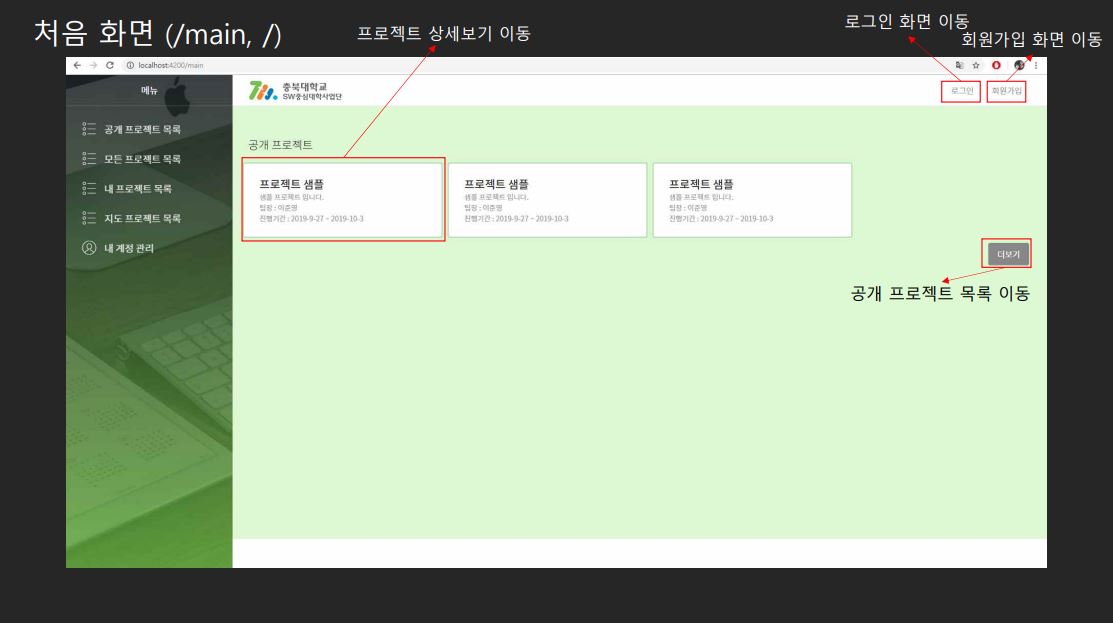 처음 화면 (/main, /)
프로젝트 상세보기 이동
로그인 화면 이동
회원가입 화면 이동
localhost:4200/main
메뉴
충북대학교
SW중심대학사업단
로그인
회원가입
공개 프로젝트 목록
모든 프로젝트 목록
내 프로젝트 목록
지도 프로젝트 목록
내 계정 관리
공개 프로젝트
프로젝트 샘플
샘플 프로젝트 입니다.
팀장 : 이준영
진행기간 : 2019-9-27 ~ 2019-10-3
프로젝트 샘플
샘플 프로젝트 입니다.
팀장 : 이준영
진행기간 : 2019-9-27 ~ 2019-10-3
프로젝트 샘플
샘플 프로젝트 입니다.
팀장 : 이준영
진행기간 : 2019-9-27 ~ 2019-10-3
더보기
공개 프로젝트 목록 이동